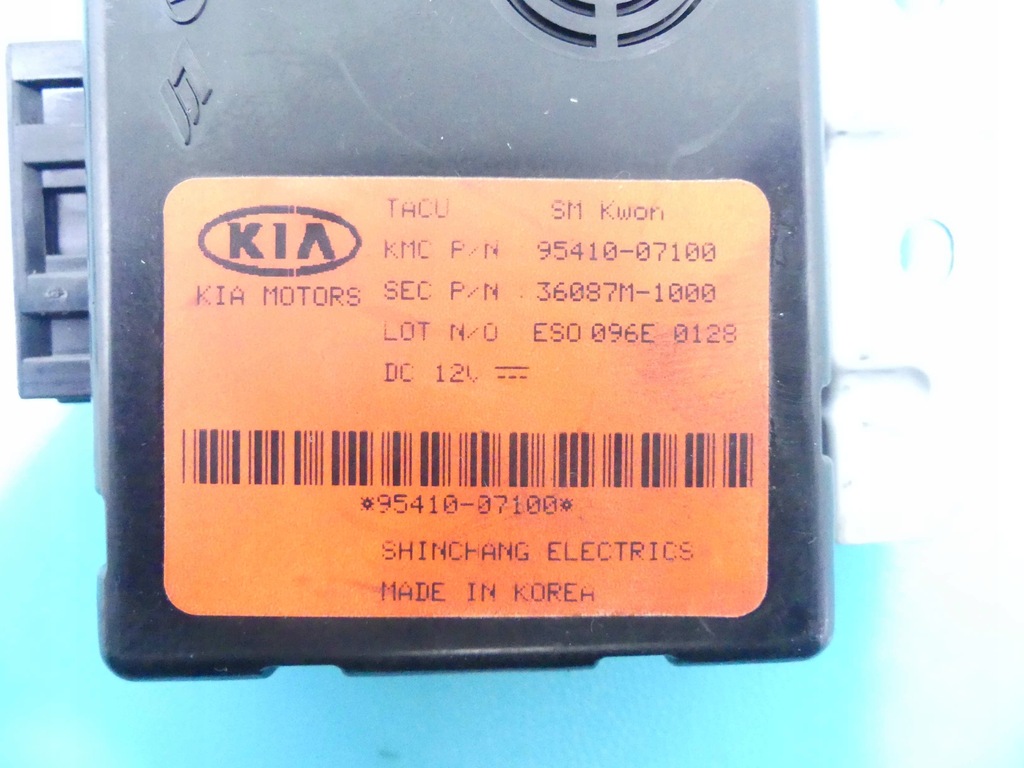 KIA
KIA MOTORS
TACU SM Kwon
KMC P/N 95410-07100
SEC P/N 36087M-1000
LOT N/O ESO 096E 0128
DC 12V
*95410-07100*
SHINCHANG ELECTRICS
MADE IN KOREA